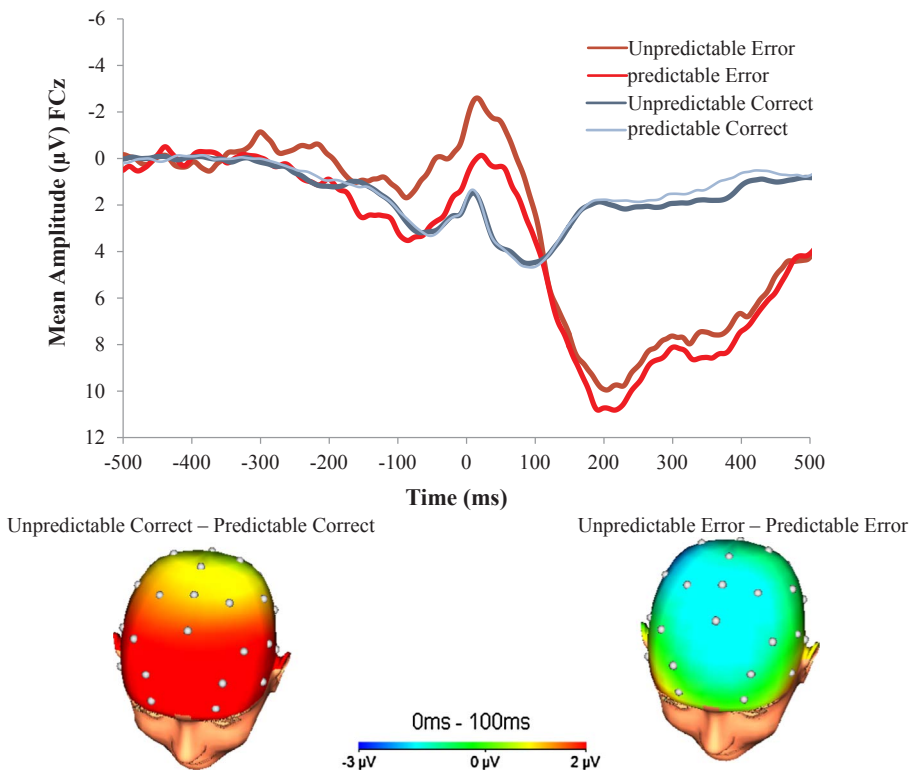 -6
-4
-2
0
2
4
6
8
10
12
Mean Amplitude (µV) FCz
Unpredictable Error
predictable Error
Unpredictable Correct
predictable Correct
-500 -400 -300 -200 -100 0 100 200 300 400 500
Time (ms)
Unpredictable Correct – Predictable Correct
Unpredictable Error – Predictable Error
0ms - 100ms
-3 µV 0 µV 2 µV